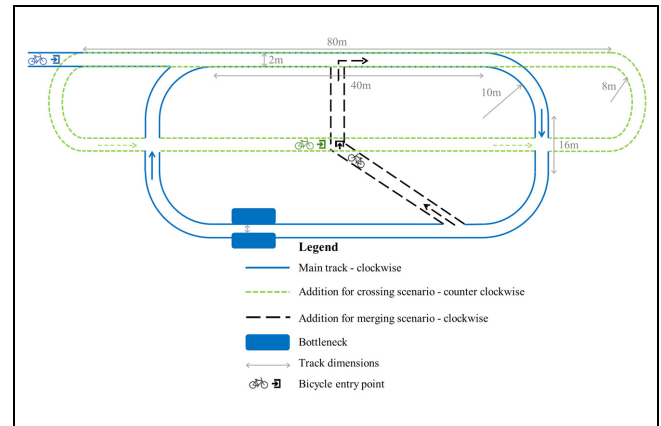 80m
2m
40m
10m
8m
16m
Legend
Main track - clockwise
Addition for crossing scenario - counter clockwise
Addition for merging scenario - clockwise
Bottleneck
Track dimensions
Bicycle entry point